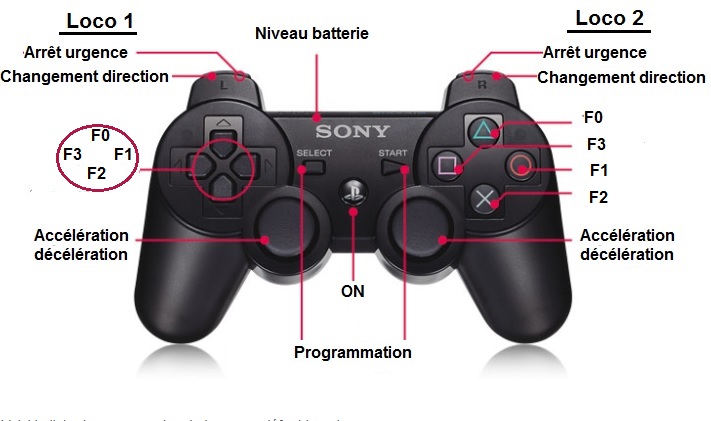 Loco 1
Loco 2
Niveau batterie
Arrêt urgence
Changement direction
Arrêt urgence
Changement direction
L
R
F0
F3 F1
F2
SONY
SELECT
START
F0
F3
F1
F2
Accélération
décélération
Accélération
décélération
ON
Programmation